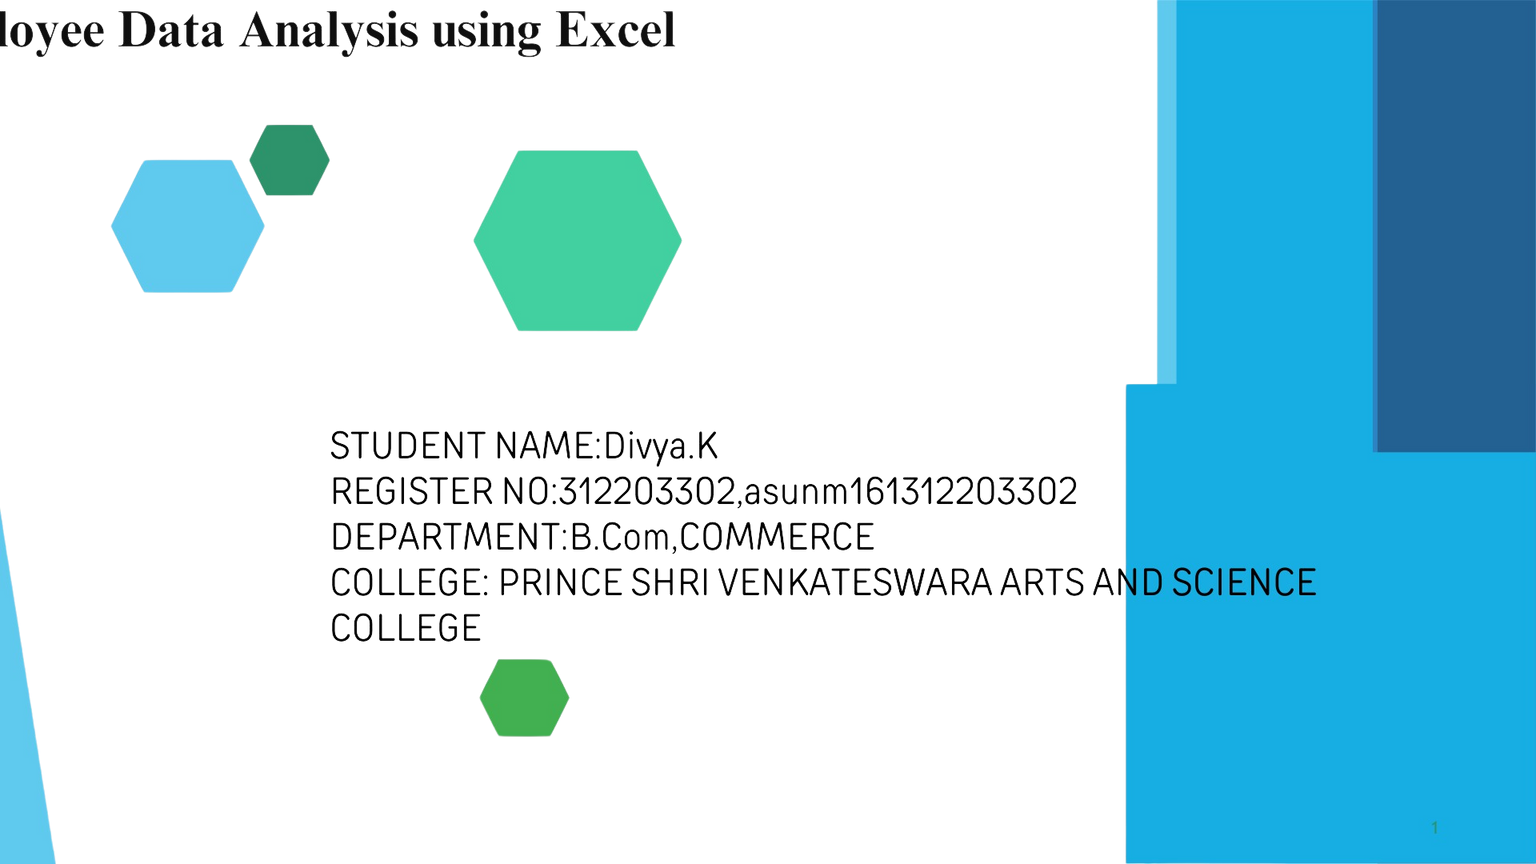 loyee Data Analysis using Excel
STUDENT NAME:Divya.K
REGISTER NO:312203302,asunm161312203302
DEPARTMENT:B.Com,COMMERCE
COLLEGE: PRINCE SHRI VENKATESWARA ARTS AND SCIENCE
COLLEGE
1